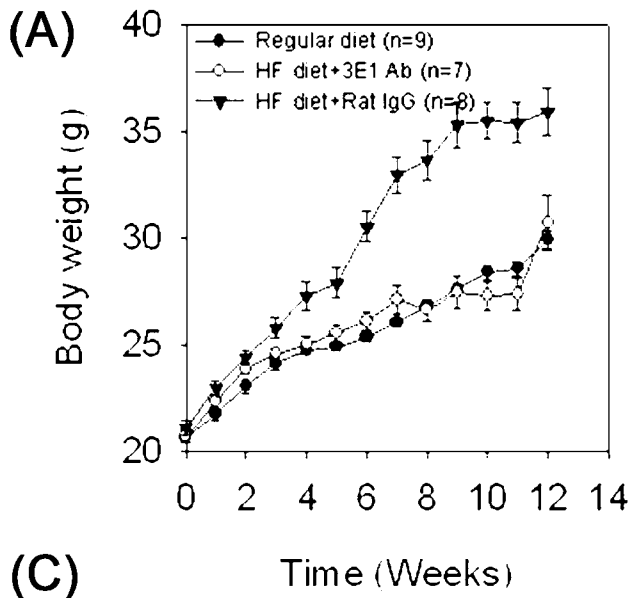 (A)
40
35
30
25
20
Body weight (g)
Regular diet (n=9)
HF diet+3E1 Ab (n=7)
HF diet+Rat IgG (n=8)
0 2 4 6 8 10 12 14
Time (Weeks)
(C)